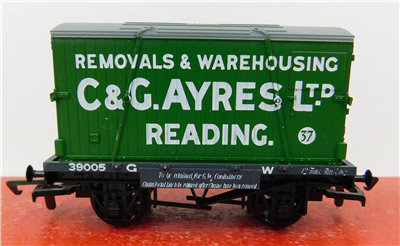 REMOVALS & WAREHOUSING
C & G. AYRES LTD
READING.
37
39005 G W
To be returned for G.W. Containers